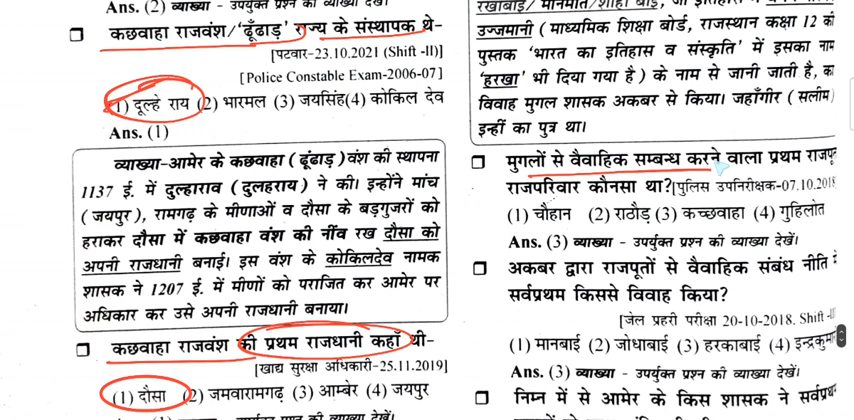 Ans. (2) व्याख्या - उपर्युक्त प्रश्न की व्याख्या देखें।
कछवाहा राजवंश/'ढूँढाड़' राज्य के संस्थापक थे-
[पटवार-23.10.2021 (Shift -II)]
[Police Constable Exam-2006-07]
(1) दूल्हे राय (2) भारमल (3) जयसिंह(4) कोकिल देव
Ans. (1)
व्याख्या-आमेर के कछवाहा (ढूंढाड़) वंश की स्थापना
1137 ई. में दुल्हाराव (दुलहराय) ने की। इन्होंने मांच
(जयपुर), रामगढ़ के मीणाओं व दौसा के बड़गुजरों को
हराकर दौसा में कछवाहा वंश की नींव रख दौसा को
अपनी राजधानी बनाई। इस वंश के कोकिलदेव नामक
शासक ने 1207 ई. में मीणों को पराजित कर आमेर पर
अधिकार कर उसे अपनी राजधानी बनाया।
कछवाहा राजवंश की प्रथम राजधानी कहाँ थी-
[खाद्य सुरक्षा अधिकारी-25.11.2019]
(1) दौसा (2) जमवारामगढ़ (3) आम्बेर (4) जयपुर
व्याख्या देखें।
उज्जमानी (माध्यमिक शिक्षा बोर्ड, राजस्थान कक्षा 12 की
पुस्तक 'भारत का इतिहास व संस्कृति' में इसका नाम
'हरखा' भी दिया गया है) के नाम से जानी जाती है, का
विवाह मुगल शासक अकबर से किया। जहाँगीर (सलीम)
इन्हीं का पुत्र था।
मुगलों से वैवाहिक सम्बन्ध करने वाला प्रथम राजपूत
राजपरिवार कौनसा था?[पुलिस उपनिरीक्षक-07.10.2018
(1) चौहान (2) राठौड़ (3) कच्छवाहा (4) गुहिलोत
Ans. (3) व्याख्या - उपर्युक्त प्रश्न की व्याख्या देखें।
अकबर द्वारा राजपूतों से वैवाहिक संबंध नीति में
सर्वप्रथम किससे विवाह किया?
[जेल प्रहरी परीक्षा 20-10-2018. Shift -II
(1) मानबाई (2) जोधाबाई (3) हरकाबाई (4) इन्द्रकुमारी
Ans. (3) व्याख्या - उपर्युक्त प्रश्न की व्याख्या देखें।
निम्न में से आमेर के किस शासक ने सर्वप्रथम